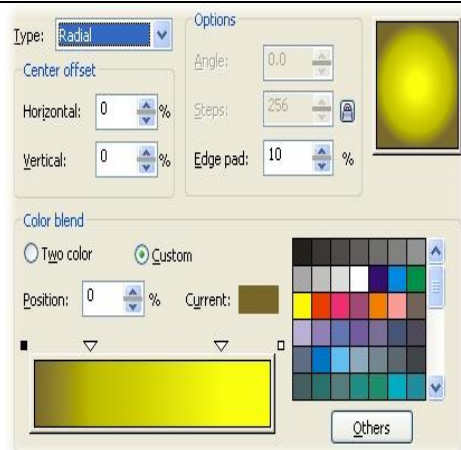 Type: Radial
Options
Center offset
Angle: 0.0
Horizontal: 0 %
Steps: 256
Vertical: 0 %
Edge pad: 10 %
Color blend
Two color Custom
Position: 0 % Current:
Others